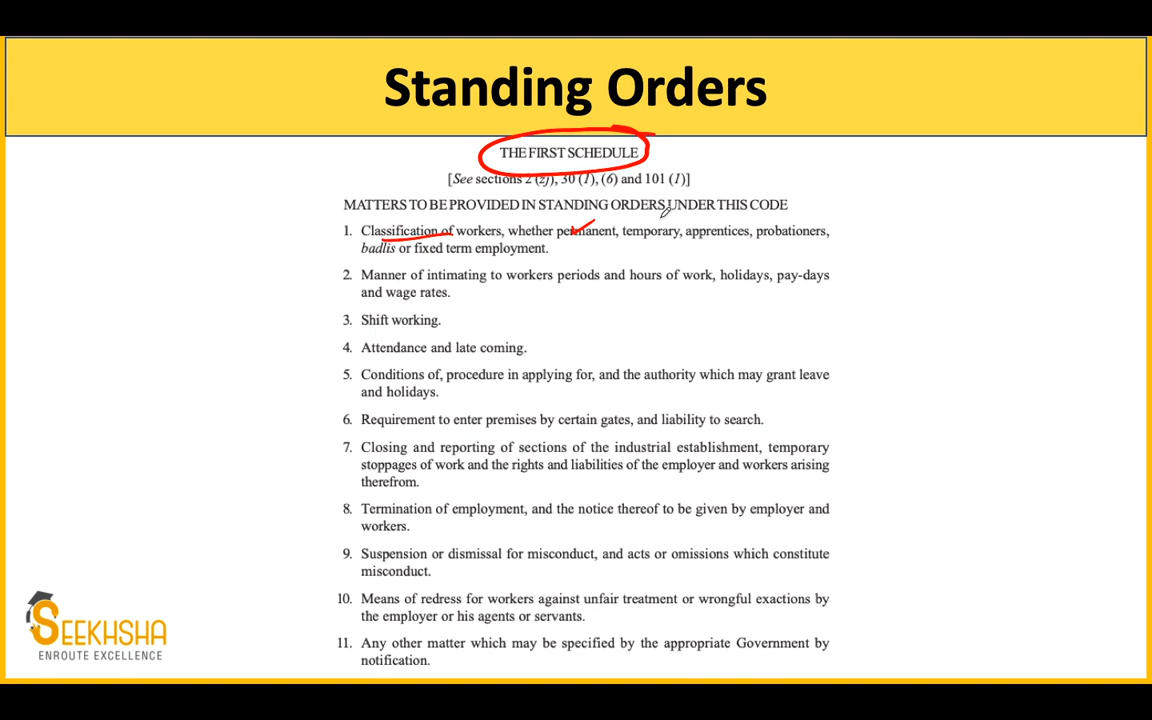 Standing Orders
THE FIRST SCHEDULE
[See sections 2 (zj), 30 (1), (6) and 101 (1)]
MATTERS TO BE PROVIDED IN STANDING ORDERS UNDER THIS CODE
1. Classification of workers, whether permanent, temporary, apprentices, probationers,
badlis or fixed term employment.
2. Manner of intimating to workers periods and hours of work, holidays, pay-days
and wage rates.
3. Shift working.
4. Attendance and late coming.
5. Conditions of, procedure in applying for, and the authority which may grant leave
and holidays.
6. Requirement to enter premises by certain gates, and liability to search.
7. Closing and reporting of sections of the industrial establishment, temporary
stoppages of work and the rights and liabilities of the employer and workers arising
therefrom.
8. Termination of employment, and the notice thereof to be given by employer and
workers.
9. Suspension or dismissal for misconduct, and acts or omissions which constitute
misconduct.
10. Means of redress for workers against unfair treatment or wrongful exactions by
the employer or his agents or servants.
11. Any other matter which may be specified by the appropriate Government by
notification.
SEEKHSHA
ENROUTE EXCELLENCE